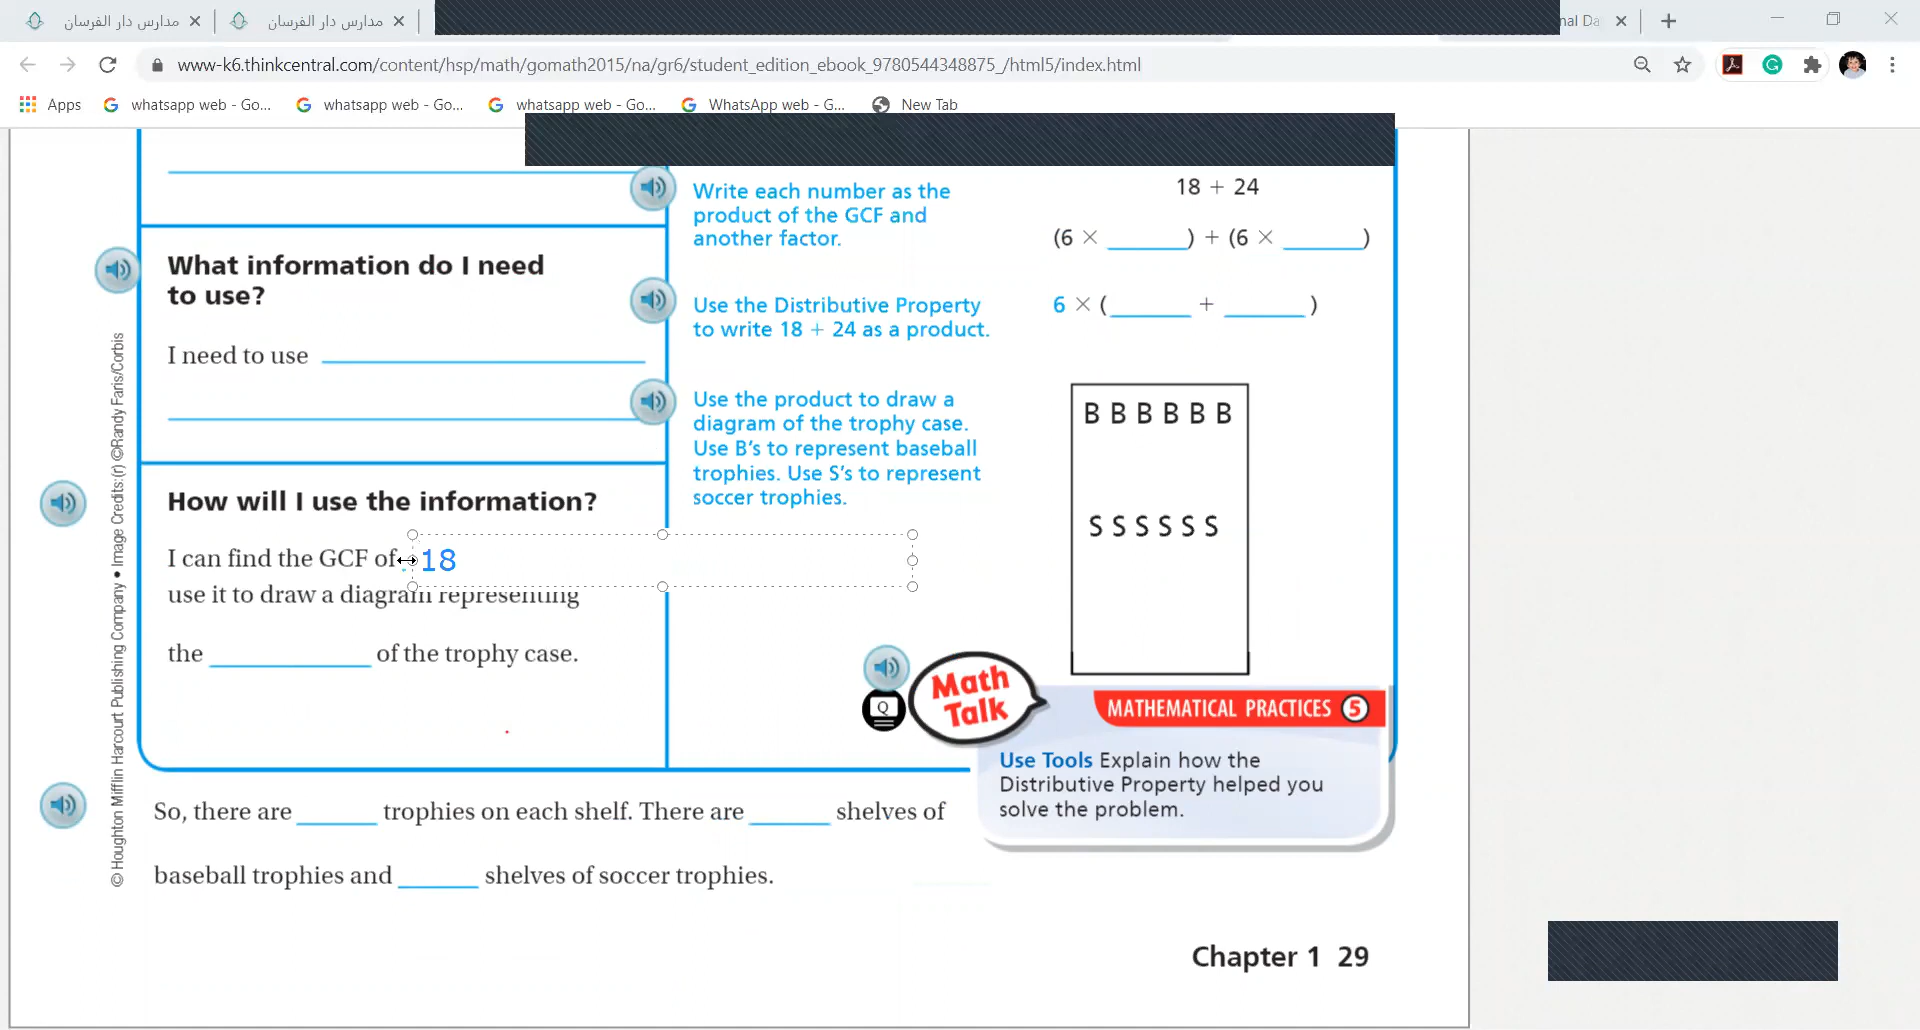 مدارس دار الفرسان
مدارس دار الفرسان
www-k6.thinkcentral.com/content/hsp/math/gomath2015/na/gr6/student_edition_ebook_9780544348875_/html5/index.html
Apps
whatsapp web - Go...
whatsapp web - Go...
whatsapp web - Go...
WhatsApp web - G...
New Tab
What information do I need
to use?
I need to use
How will I use the information?
I can find the GCF of 18
use it to draw a diagram representing
the ________ of the trophy case.
Write each number as the
product of the GCF and
another factor.
18 + 24
(6 × ______) + (6 × ______)
Use the Distributive Property
to write 18 + 24 as a product.
6 × (______ + ______)
Use the product to draw a
diagram of the trophy case.
Use B's to represent baseball
trophies. Use S's to represent
soccer trophies.
B B B B B B
S S S S S S
Math
Talk
MATHEMATICAL PRACTICES 5
Use Tools Explain how the
Distributive Property helped you
solve the problem.
So, there are ______ trophies on each shelf. There are ______ shelves of
baseball trophies and ______ shelves of soccer trophies.
© Houghton Mifflin Harcourt Publishing Company • Image Credits: (r) ©Randy Faris/Corbis
Chapter 1 29